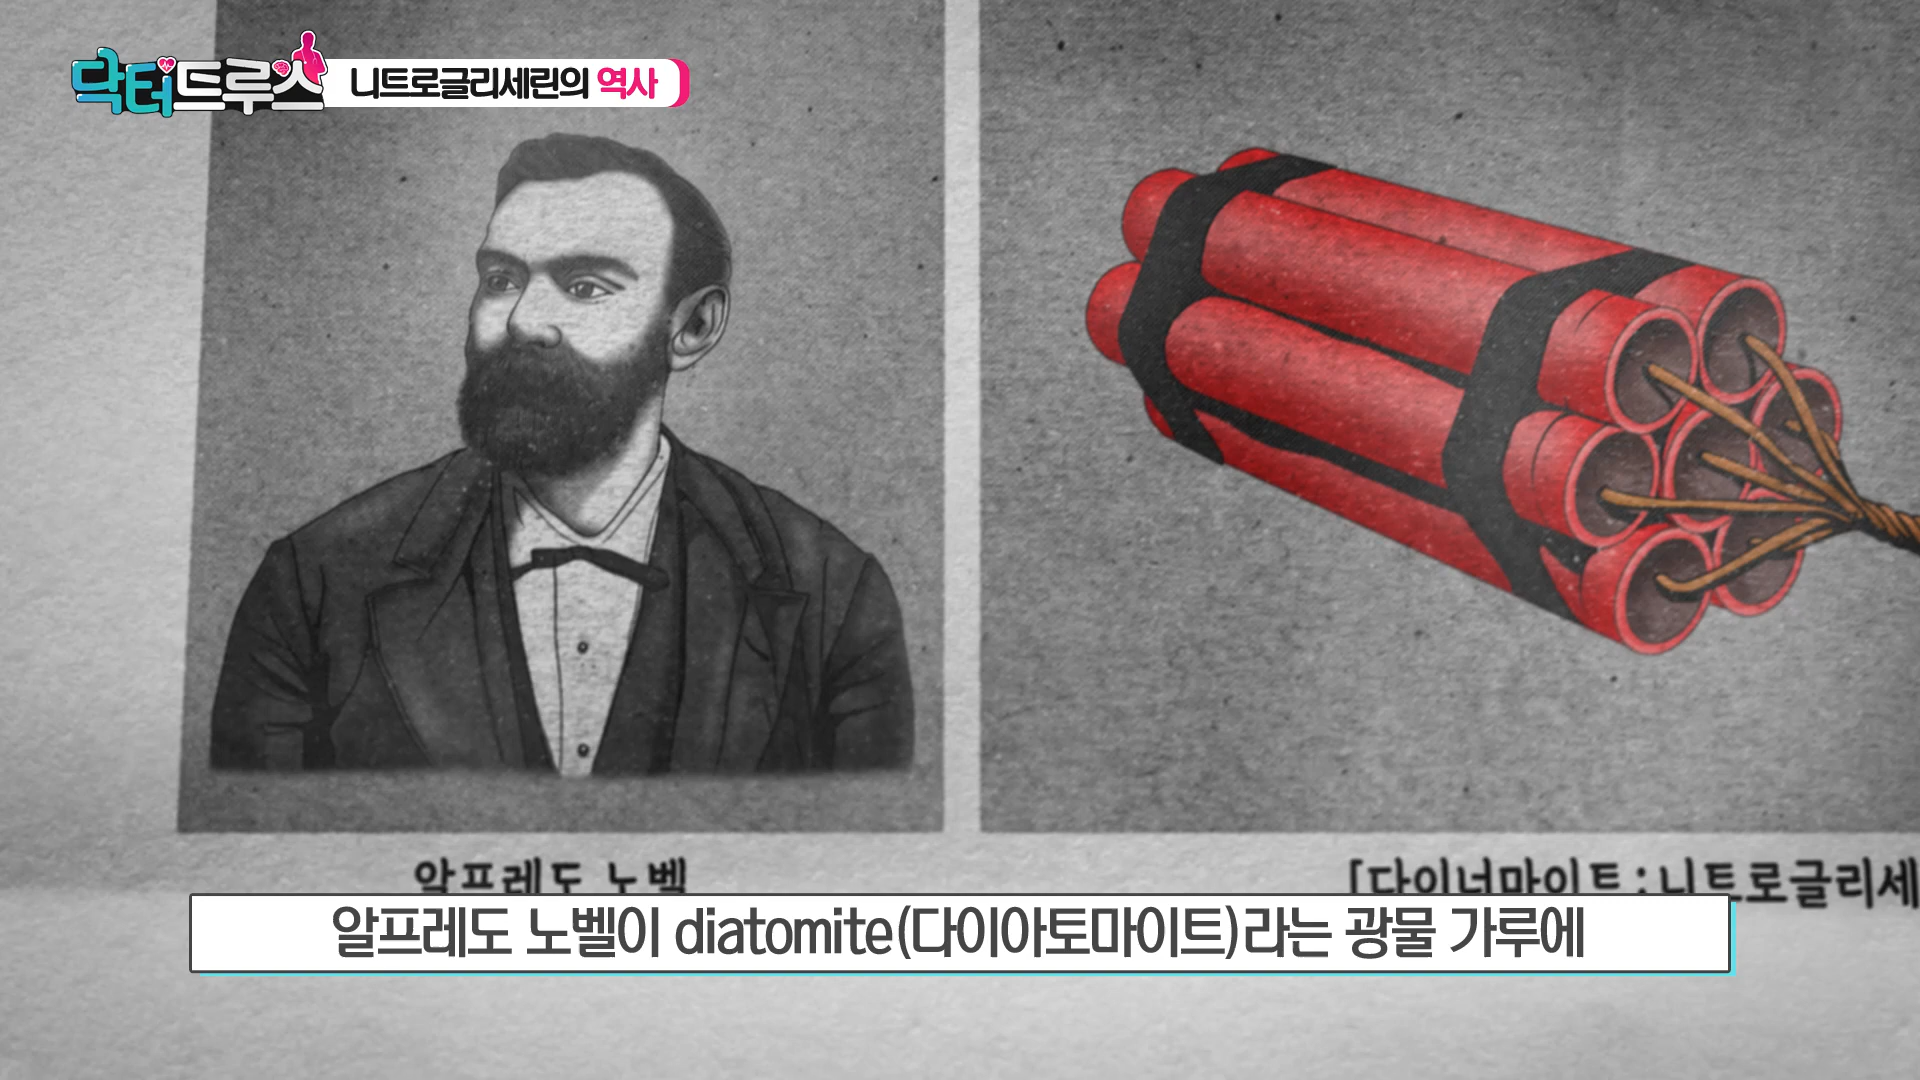 닥터트루스
니트로글리세린의 역사
알프레도 노벨
[다이너마이트 : 니트로글리세
알프레도 노벨이 diatomite(다이아토마이트)라는 광물 가루에